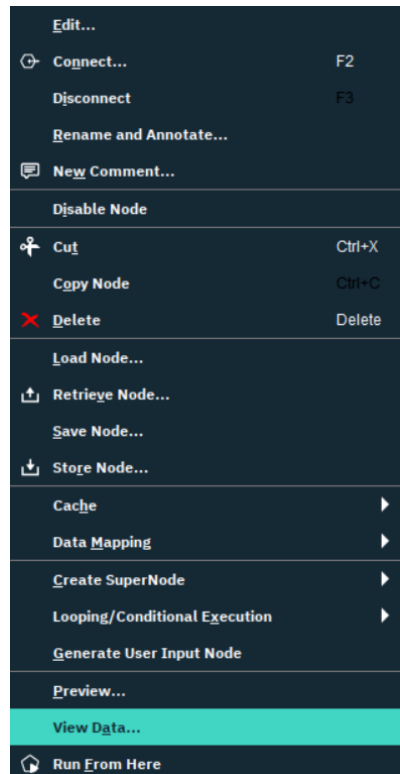 Edit...
Connect... F2
Disconnect F3
Rename and Annotate...
New Comment...
Disable Node
Cut Ctrl+X
Copy Node Ctrl+C
Delete Delete
Load Node...
Retrieve Node...
Save Node...
Store Node...
Cache
Data Mapping
Create SuperNode
Looping/Conditional Execution
Generate User Input Node
Preview...
View Data...
Run From Here